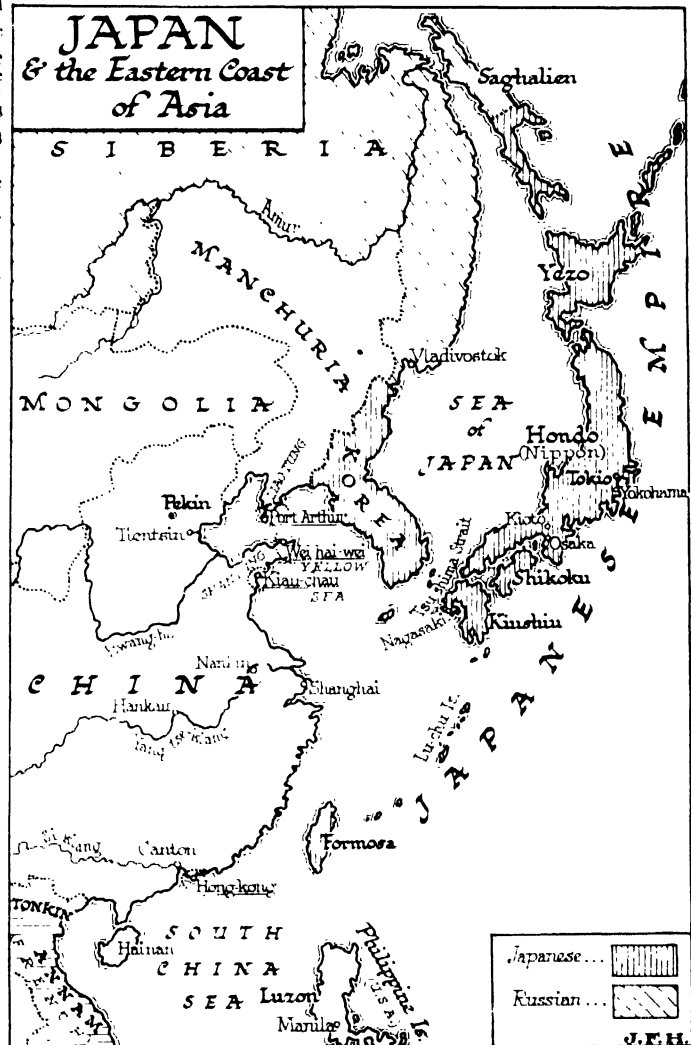 JAPAN
& the Eastern Coast
of Asia
SIBERIA
Saghalien
Amur
MANCHURIA
Yezo
JAPANESE EMPIRE
Vladivostok
MONGOLIA
SEA
of
JAPAN
Hondo
(Nippon)
KOREA
Pekin
Tientsin
Port Arthur
Tokio
Yokohama
Kioto
Osaka
Wei-hai-wei
YELLOW
SEA
Kiau-chau
Tsushima Strait
Shikoku
Nagasaki
Kiushiu
CHINA
Shanghai
Hankau
Luchu Is.
Formosa
Canton
Hong-kong
TONKIN
Hainan
SOUTH
CHINA
SEA
Luzon
Manila
Philippine Is.
(U.S.A.)
ANNAM
FRENCH
Japanese...
Russian...
J.F.H.